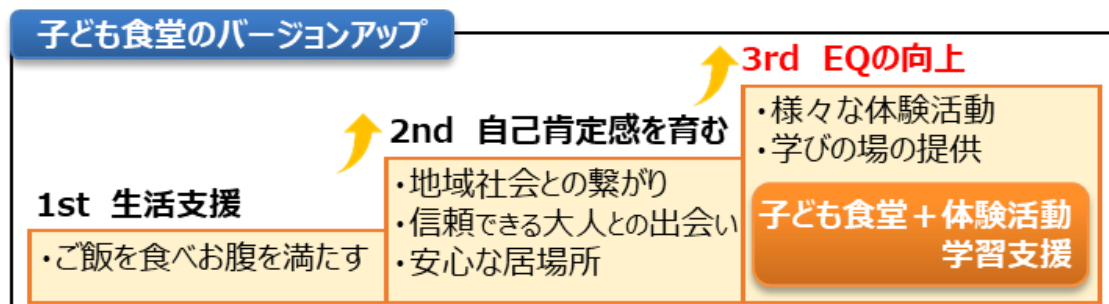 子ども食堂のバージョンアップ
1st 生活支援
・ご飯を食べお腹を満たす
2nd 自己肯定感を育む
・地域社会との繋がり
・信頼できる大人との出会い
・安心な居場所
3rd EQの向上
・様々な体験活動
・学びの場の提供
子ども食堂＋体験活動
学習支援